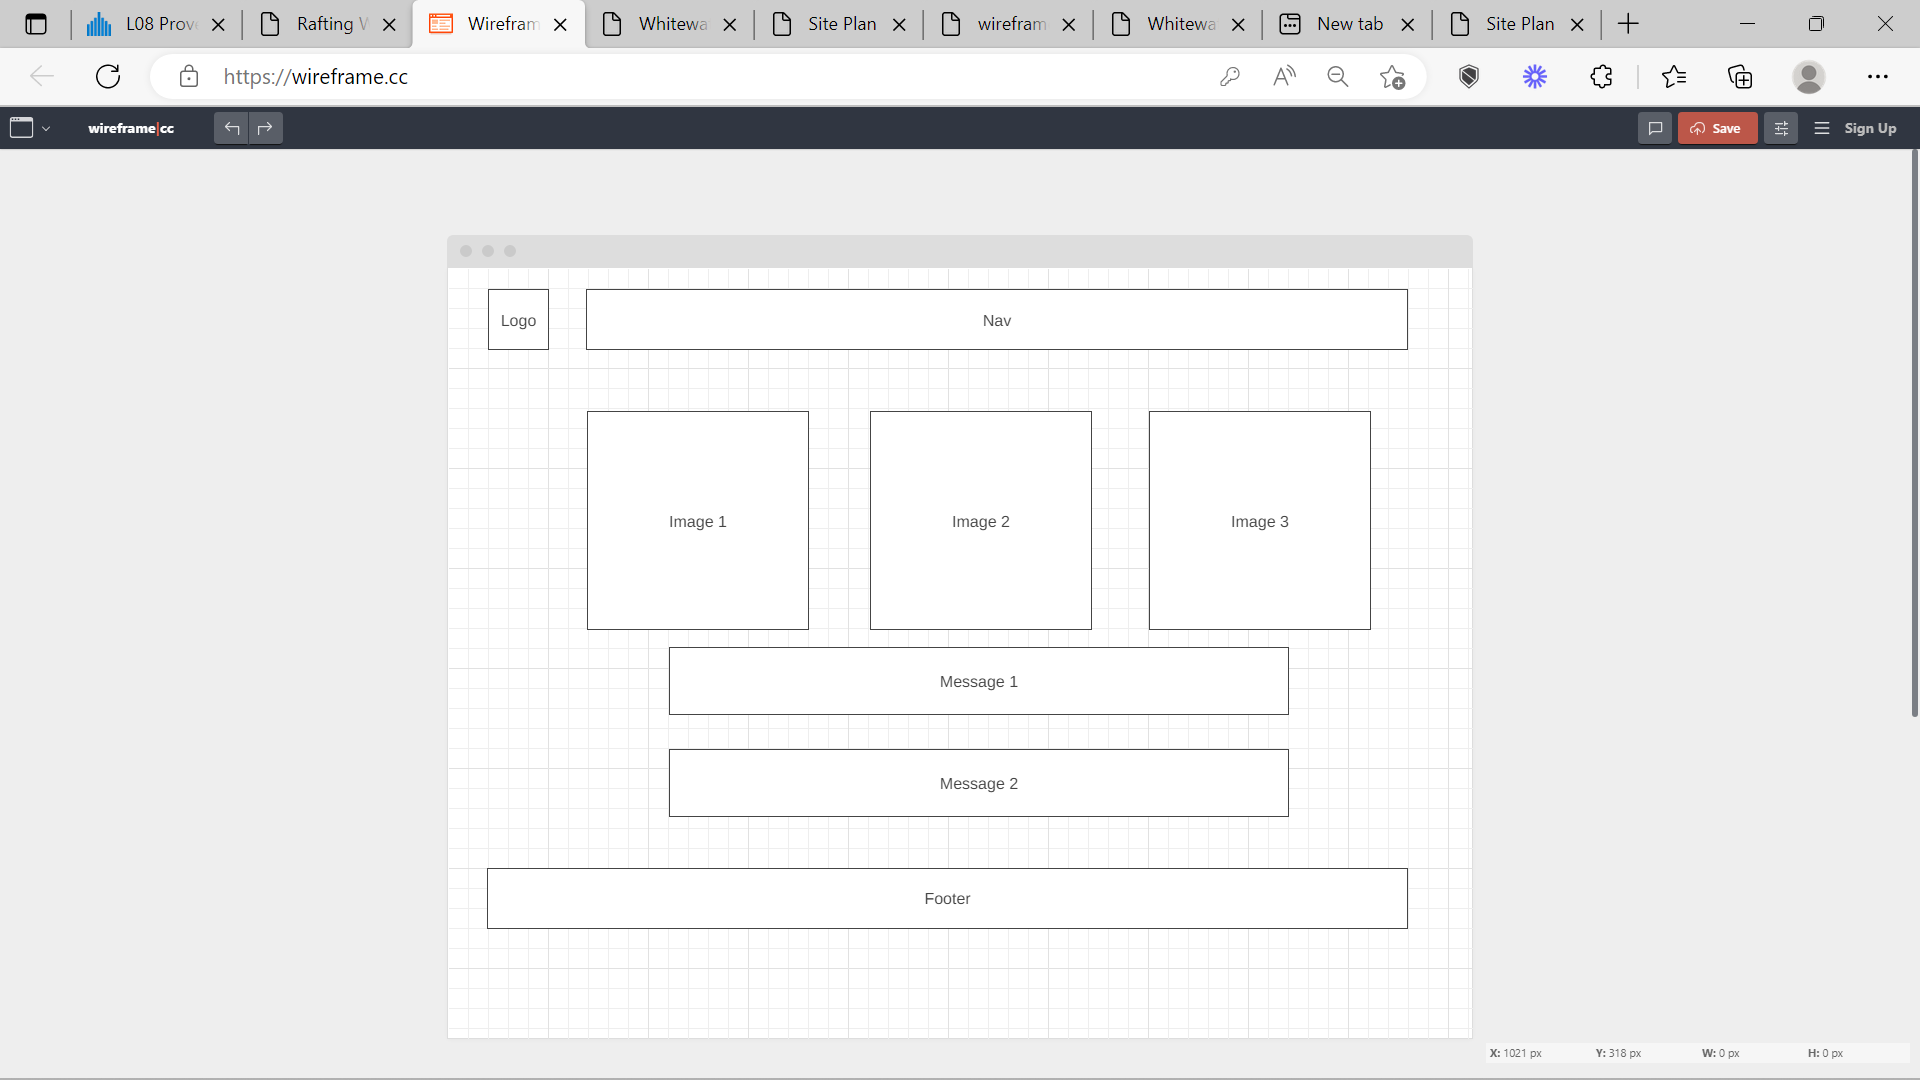 L08 Prov
Rafting W
Wirefram
Whitewa
Site Plan
wirefram
Whitewa
New tab
Site Plan
https://wireframe.cc
wireframe|cc
Save
Sign Up
Logo
Nav
Image 1
Image 2
Image 3
Message 1
Message 2
Footer
X: 1021 px Y: 318 px W: 0 px H: 0 px